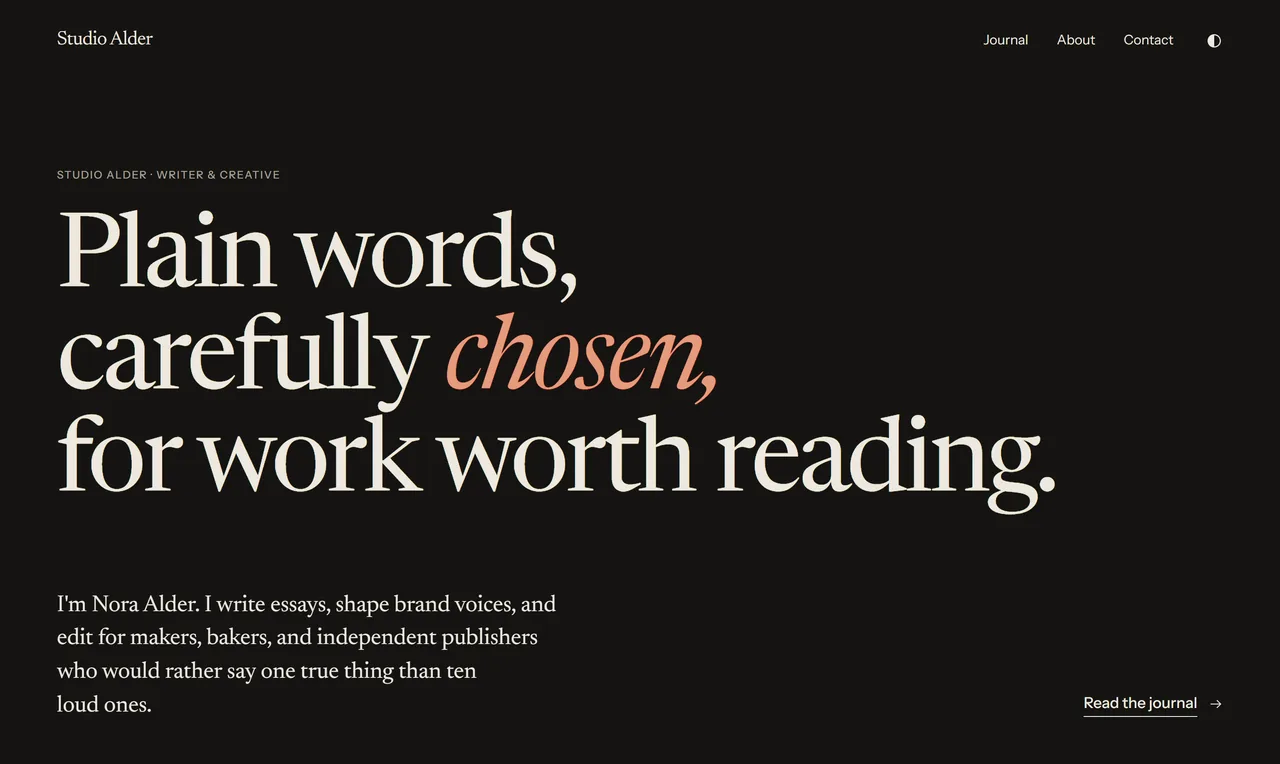 Studio Alder
Journal
About
Contact
STUDIO ALDER · WRITER & CREATIVE
Plain words,
carefully chosen,
for work worth reading.
I'm Nora Alder. I write essays, shape brand voices, and
edit for makers, bakers, and independent publishers
who would rather say one true thing than ten
loud ones.
Read the journal →